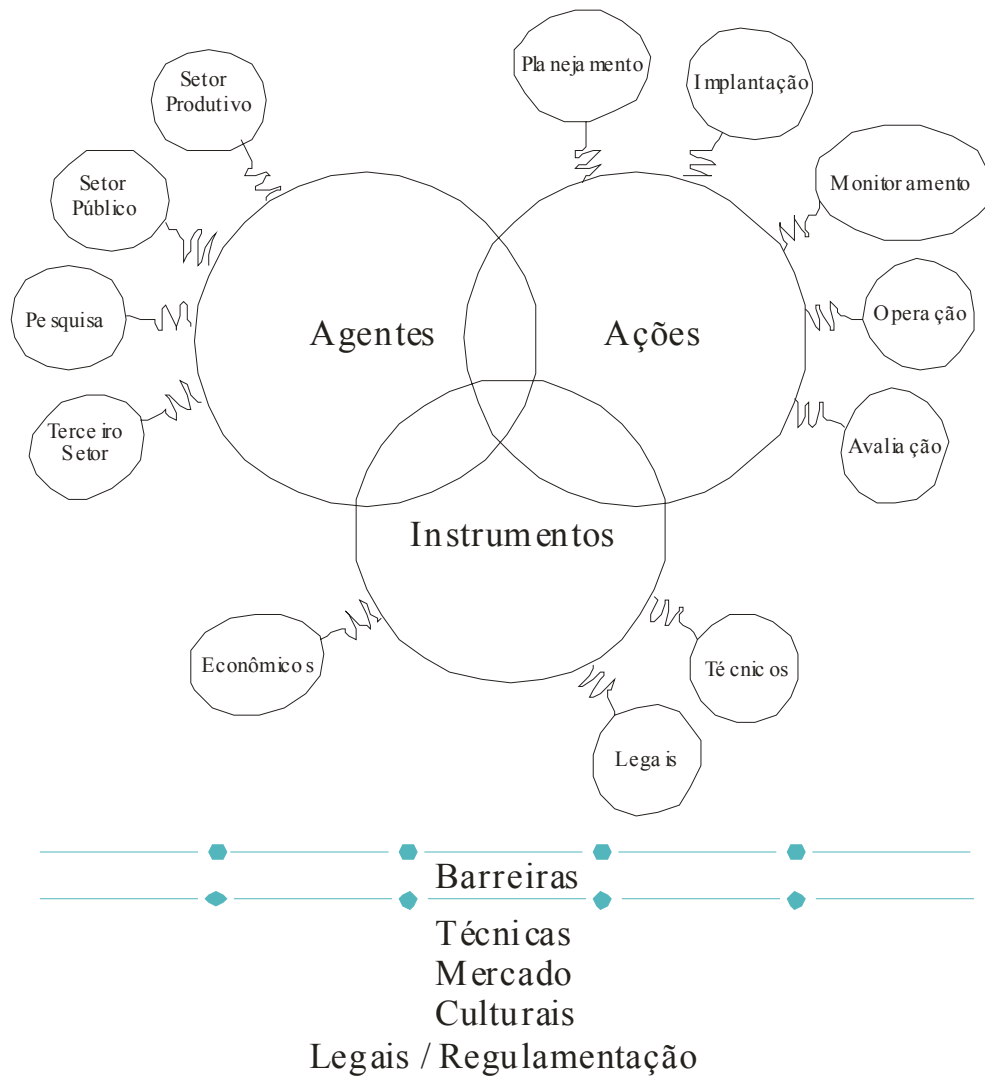 Setor
Produtivo
Planejamento
Implantação
Setor
Público
Monitoramento
Pesquisa
Agentes
Ações
Operação
Terceiro
Setor
Avaliação
Instrumentos
Econômicos
Técnicos
Legais
Barreiras
Técnicas
Mercado
Culturais
Legais / Regulamentação